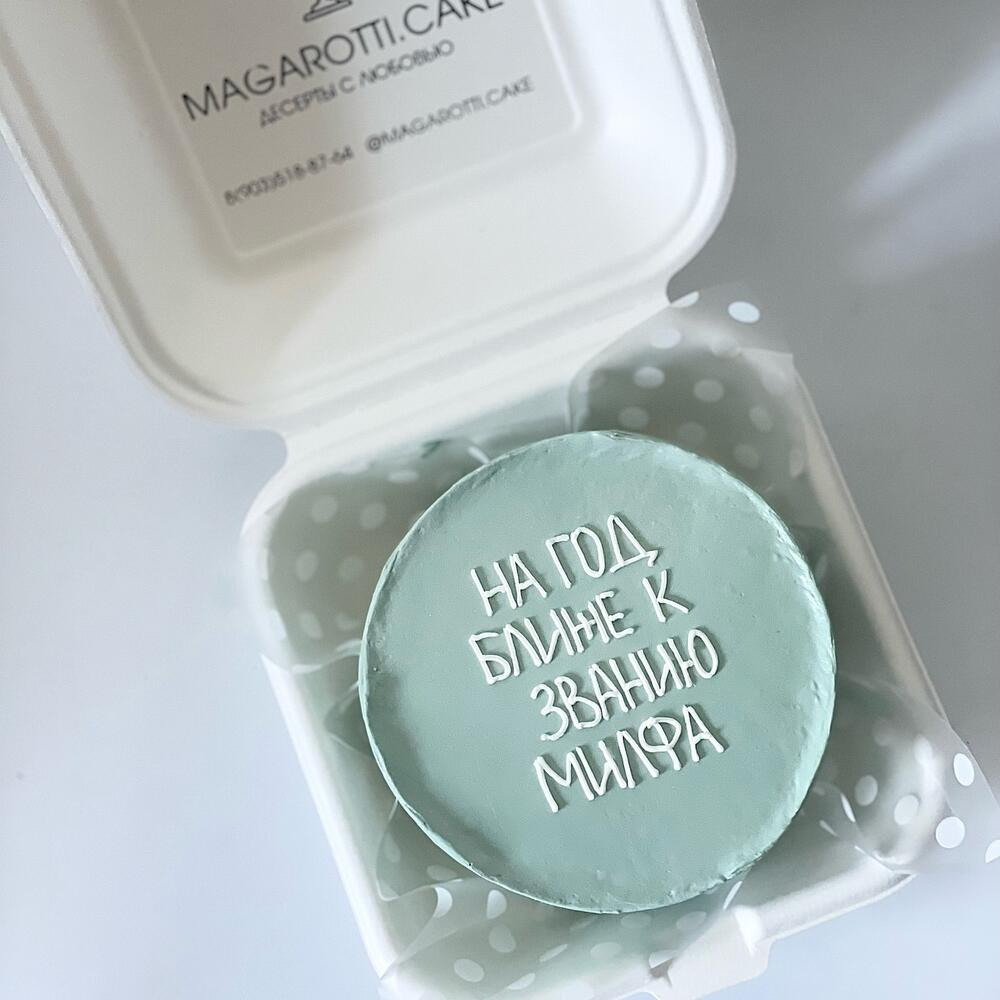 MAGAROTTI.CAKE
ДЕСЕРТЫ С ЛЮБОВЬЮ
@MAGAROTTI.CAKE
НА ГОД
БЛИЖЕ К
ЗВАНИЮ
МИЛФА